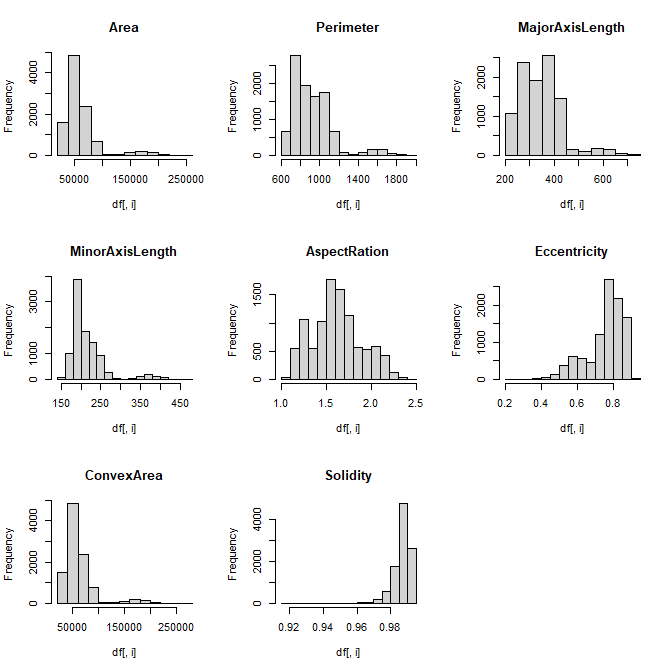 Area
Frequency
0 2000 4000
50000 150000 250000
df[, i]
Perimeter
Frequency
0 1000 2000
600 1000 1400 1800
df[, i]
MajorAxisLength
Frequency
0 1000 2000
200 400 600
df[, i]
MinorAxisLength
Frequency
0 1000 3000
150 250 350 450
df[, i]
AspectRation
Frequency
0 500 1500
1.0 1.5 2.0 2.5
df[, i]
Eccentricity
Frequency
0 1000 2000
0.2 0.4 0.6 0.8
df[, i]
ConvexArea
Frequency
0 2000 4000
50000 150000 250000
df[, i]
Solidity
Frequency
0 2000 4000
0.92 0.94 0.96 0.98
df[, i]